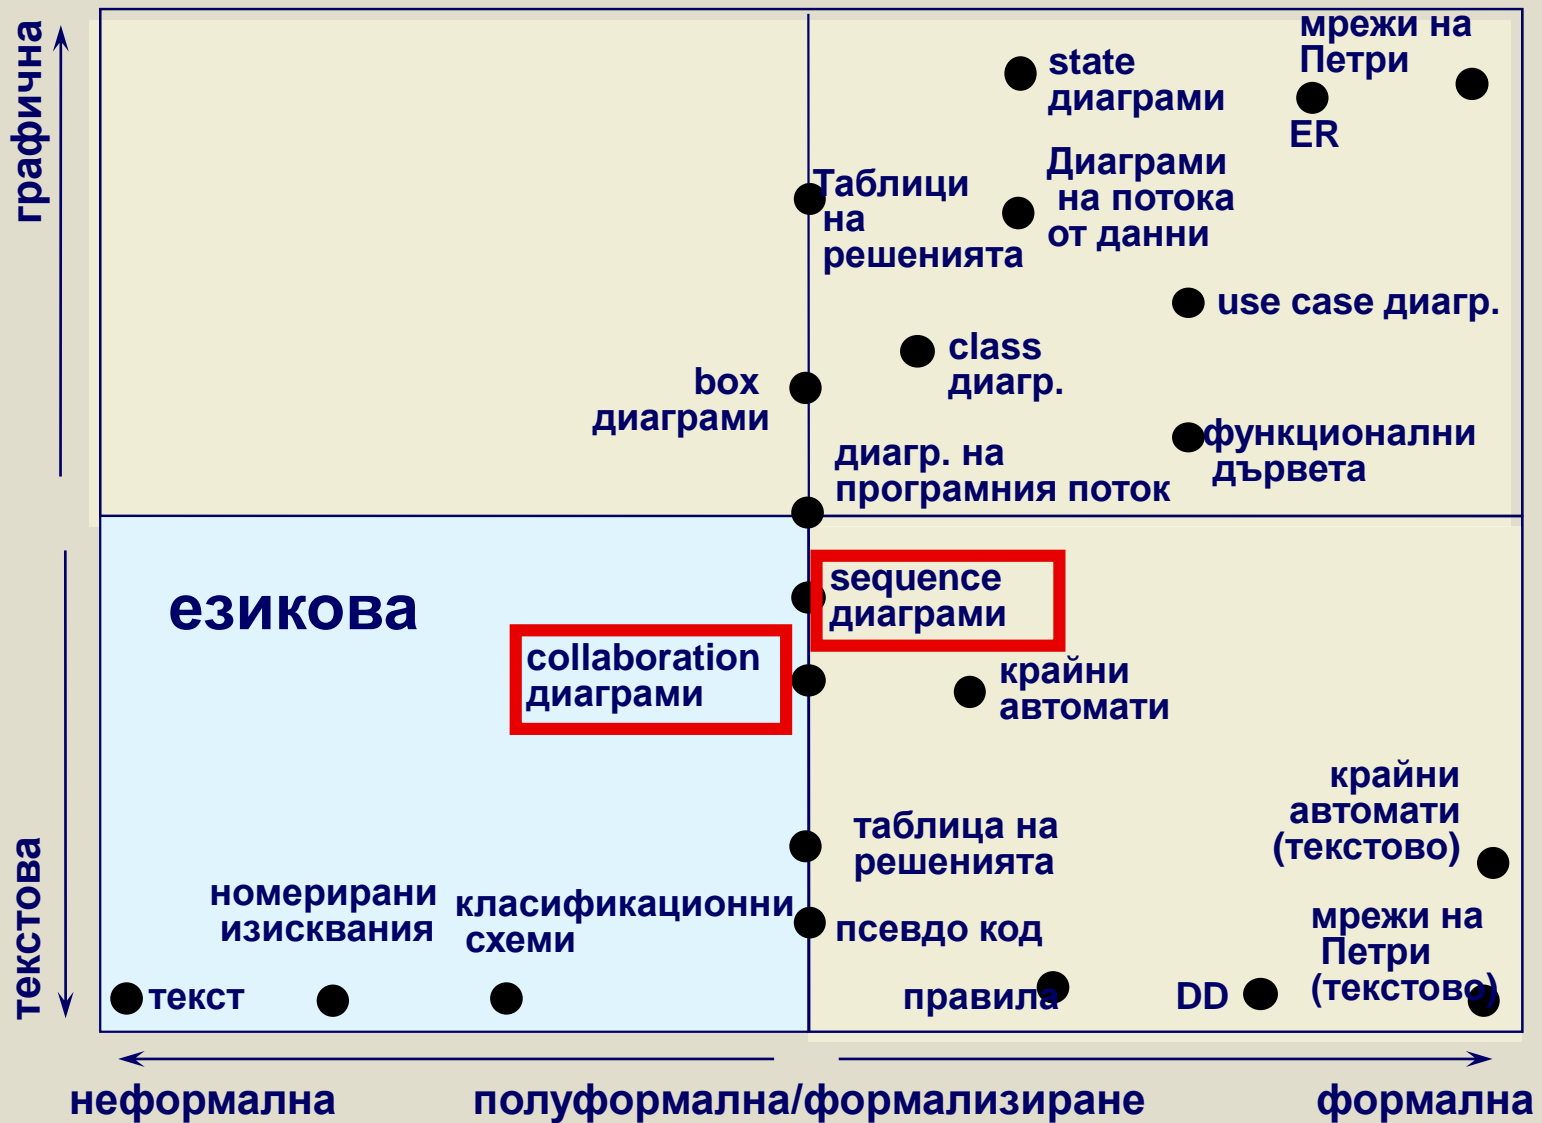 графична
мрежи на
Петри
state
диаграми
ER
Диаграми
на потока
от данни
Таблици
на
решенията
use case диагр.
class
диагр.
box
диаграми
функционални
дървета
диагр. на
програмния поток
езикова
sequence
диаграми
collaboration
диаграми
крайни
автомати
крайни
автомати
(текстово)
таблица на
решенията
текстова
номерирани
изисквания
класификационни
схеми
псевдо код
мрежи на
Петри
(текстово)
текст
правила
DD
неформална
полуформална/формализиране
формална